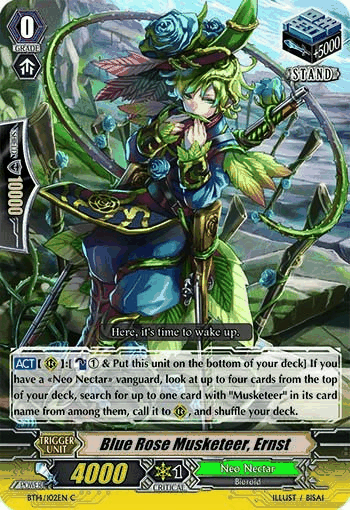 0
GRADE
+5000
STAND
SHIELD
10000
Here, it's time to wake up.
ACT [ ]:[ ① & Put this unit on the bottom of your deck] If you
have a «Neo Nectar» vanguard, look at up to four cards from the top
of your deck, search for up to one card with "Musketeer" in its card
name from among them, call it to , and shuffle your deck.
TRIGGER
UNIT
Blue Rose Musketeer, Ernst
POWER
4000
1
CRITICAL
Neo Nectar
Bioroid
BT14/102EN C
ILLUST / BISAI